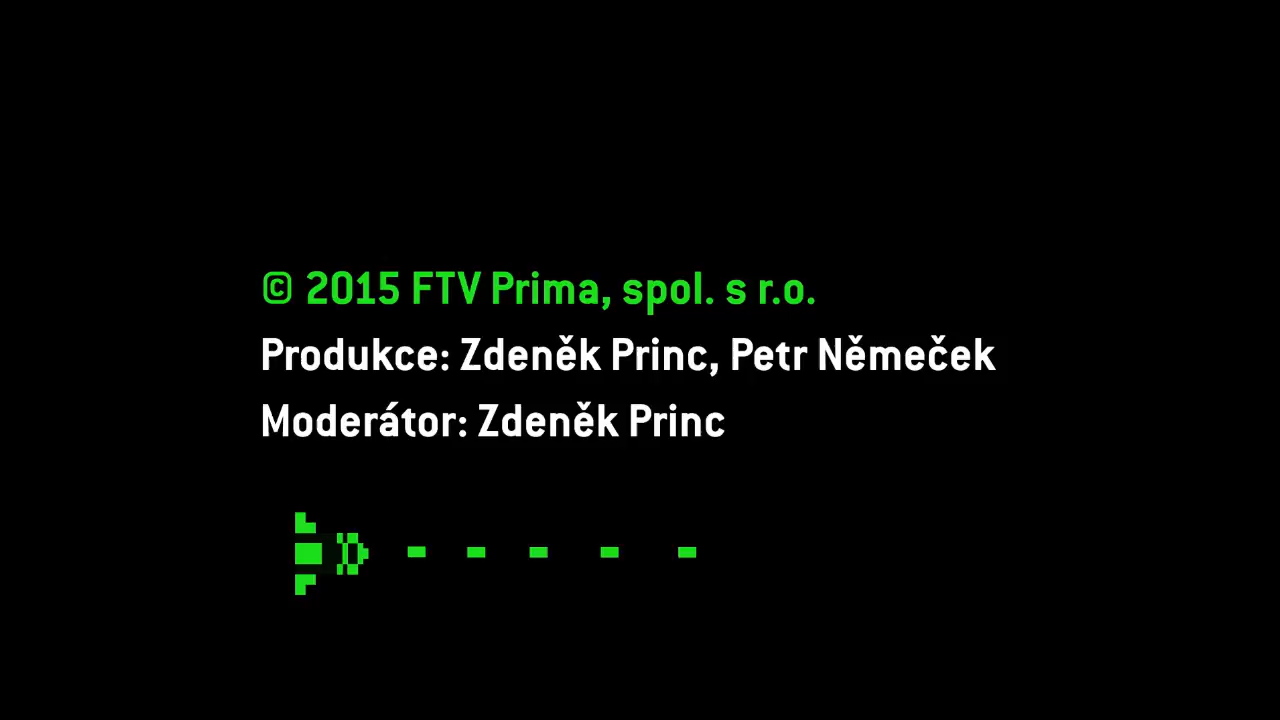 © 2015 FTV Prima, spol. s r.o.
Produkce: Zdeněk Princ, Petr Němeček
Moderátor: Zdeněk Princ